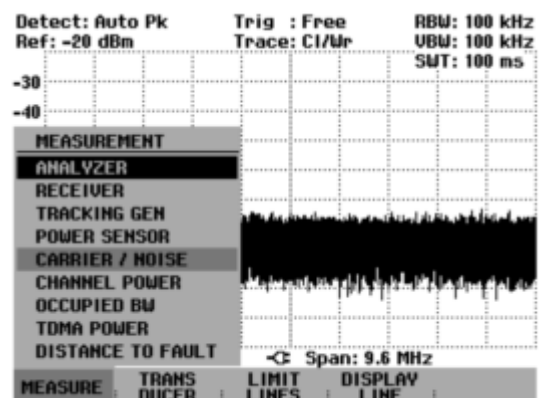 Detect: Auto Pk Trig : Free RBW: 100 kHz
Ref: -20 dBm Trace: Cl/Wr VBW: 100 kHz
SWT: 100 ms
-30
-40
MEASUREMENT
ANALYZER
RECEIVER
TRACKING GEN
POWER SENSOR
CARRIER / NOISE
CHANNEL POWER
OCCUPIED BW
TDMA POWER
DISTANCE TO FAULT
Span: 9.6 MHz
MEASURE TRANS LIMIT DISPLAY
DUCER LINES LINE